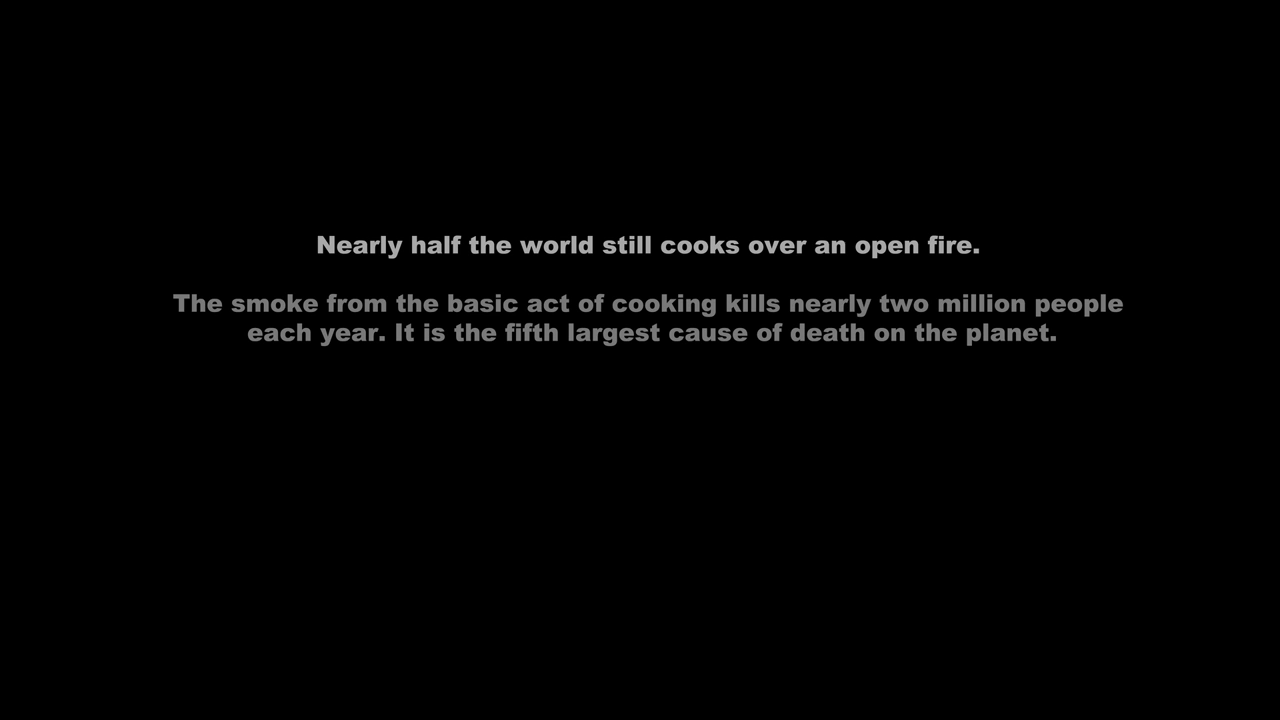 Nearly half the world still cooks over an open fire.
The smoke from the basic act of cooking kills nearly two million people
each year. It is the fifth largest cause of death on the planet.